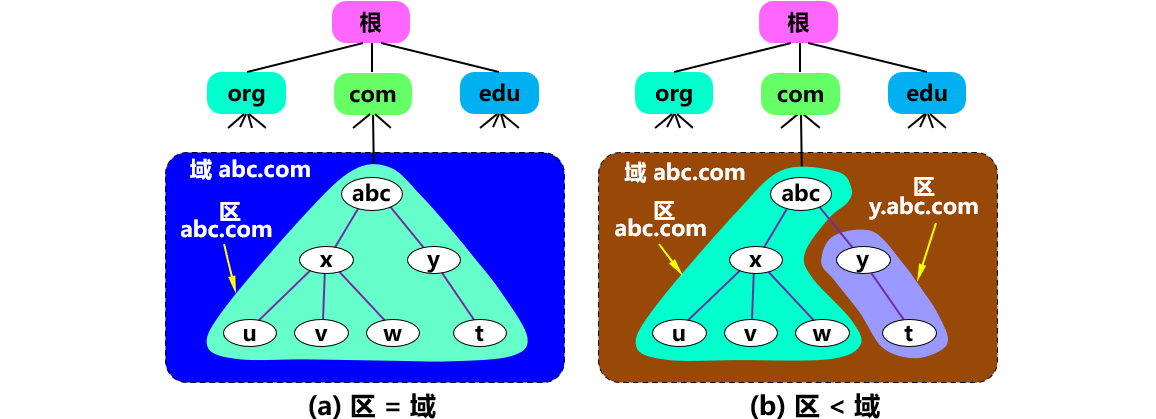 根
org
com
edu
域 abc.com
区
abc.com
abc
x
y
u
v
w
t
(a) 区 = 域
根
org
com
edu
域 abc.com
区
abc.com
区
y.abc.com
abc
x
y
u
v
w
t
(b) 区 < 域